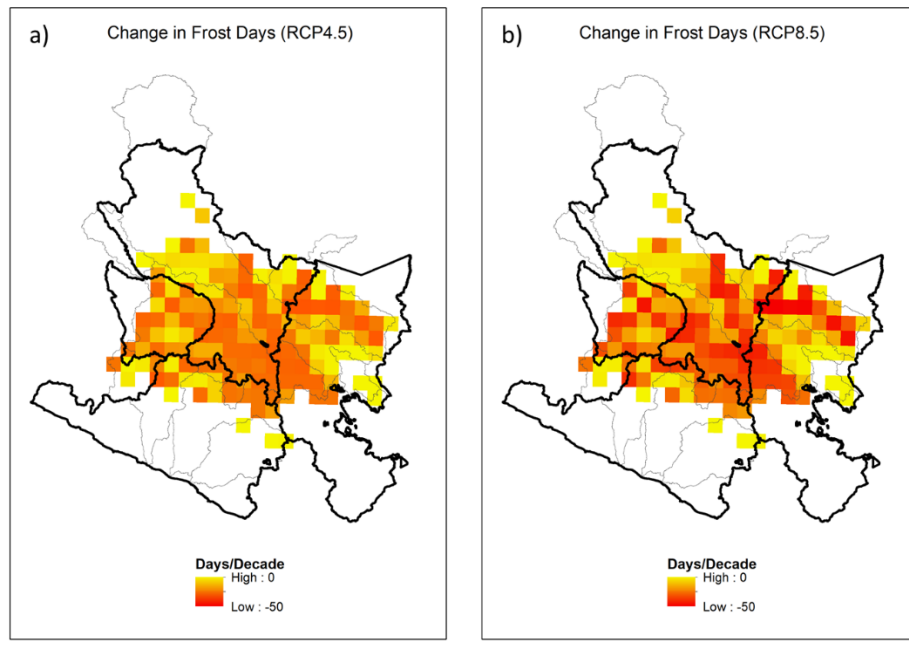 a)
Change in Frost Days (RCP4.5)
Days/Decade
High : 0
Low : -50
b)
Change in Frost Days (RCP8.5)
Days/Decade
High : 0
Low : -50